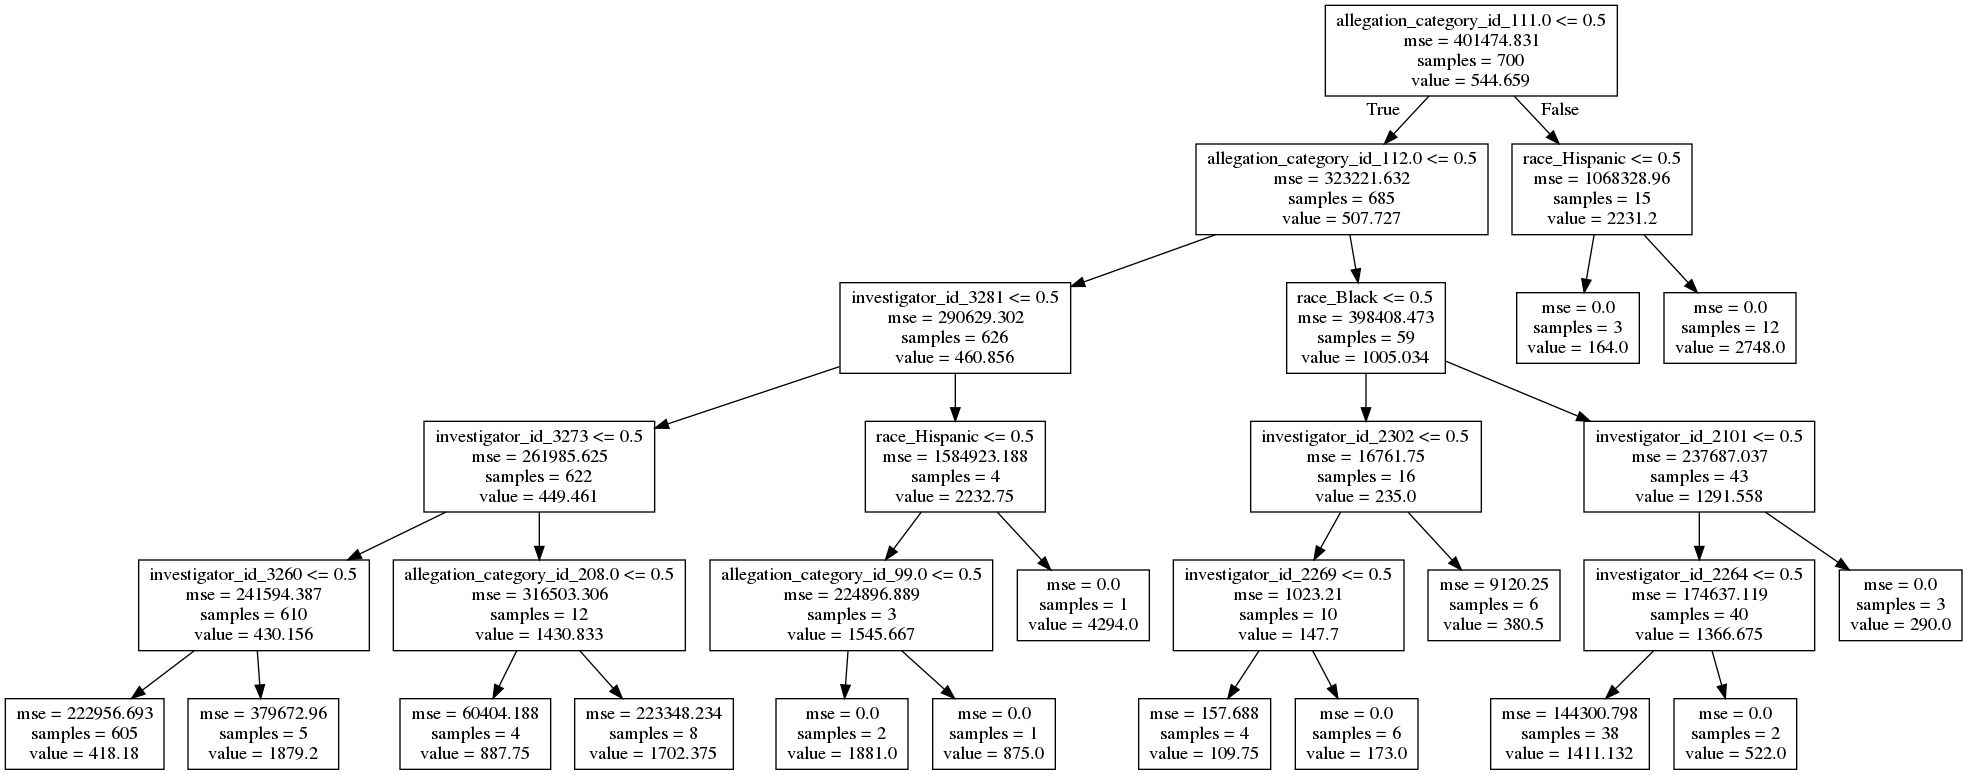 allegation_category_id_111.0 <= 0.5
mse = 401474.831
samples = 700
value = 544.659
True
False
allegation_category_id_112.0 <= 0.5
mse = 323221.632
samples = 685
value = 507.727
race_Hispanic <= 0.5
mse = 1068328.96
samples = 15
value = 2231.2
investigator_id_3281 <= 0.5
mse = 290629.302
samples = 626
value = 460.856
race_Black <= 0.5
mse = 398408.473
samples = 59
value = 1005.034
mse = 0.0
samples = 3
value = 164.0
mse = 0.0
samples = 12
value = 2748.0
investigator_id_3273 <= 0.5
mse = 261985.625
samples = 622
value = 449.461
race_Hispanic <= 0.5
mse = 1584923.188
samples = 4
value = 2232.75
investigator_id_2302 <= 0.5
mse = 16761.75
samples = 16
value = 235.0
investigator_id_2101 <= 0.5
mse = 237687.037
samples = 43
value = 1291.558
investigator_id_3260 <= 0.5
mse = 241594.387
samples = 610
value = 430.156
allegation_category_id_208.0 <= 0.5
mse = 316503.306
samples = 12
value = 1430.833
allegation_category_id_99.0 <= 0.5
mse = 224896.889
samples = 3
value = 1545.667
mse = 0.0
samples = 1
value = 4294.0
investigator_id_2269 <= 0.5
mse = 1023.21
samples = 10
value = 147.7
mse = 9120.25
samples = 6
value = 380.5
investigator_id_2264 <= 0.5
mse = 174637.119
samples = 40
value = 1366.675
mse = 0.0
samples = 3
value = 290.0
mse = 222956.693
samples = 605
value = 418.18
mse = 379672.96
samples = 5
value = 1879.2
mse = 60404.188
samples = 4
value = 887.75
mse = 223348.234
samples = 8
value = 1702.375
mse = 0.0
samples = 2
value = 1881.0
mse = 0.0
samples = 1
value = 875.0
mse = 157.688
samples = 4
value = 109.75
mse = 0.0
samples = 6
value = 173.0
mse = 144300.798
samples = 38
value = 1411.132
mse = 0.0
samples = 2
value = 522.0